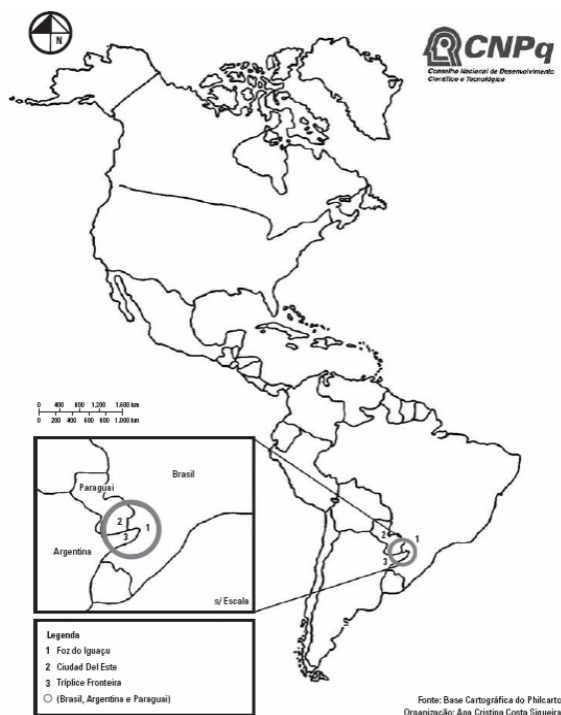 N
CNPq
Conselho Nacional de Desenvolvimento
Científico e Tecnológico
0 400 800 1.200 1.600 km
0 200 400 600 800 1.000 km
Brasil
Paraguai
2
1
3
Argentina
s/ Escala
2
1
3
Legenda
1 Foz do Iguaçu
2 Ciudad Del Este
3 Tríplice Fronteira
(Brasil, Argentina e Paraguai)
Fonte: Base Cartográfica do Philcarto
Organização: Ana Cristina Costa Siqueira